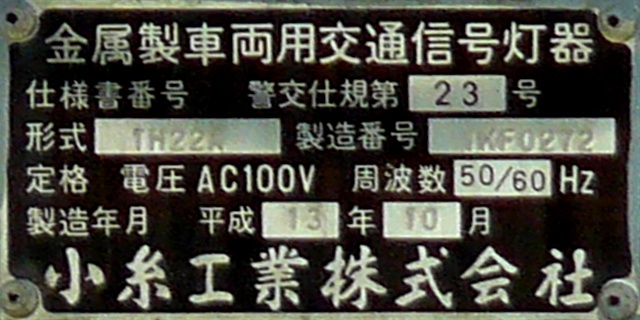 金属製車両用交通信号灯器
仕様書番号 警交仕規第 23 号
形式 1H22 製造番号 KF0272
定格 電圧 AC100V 周波数 50/60 Hz
製造年月 平成 13 年 10 月
小糸工業株式会社